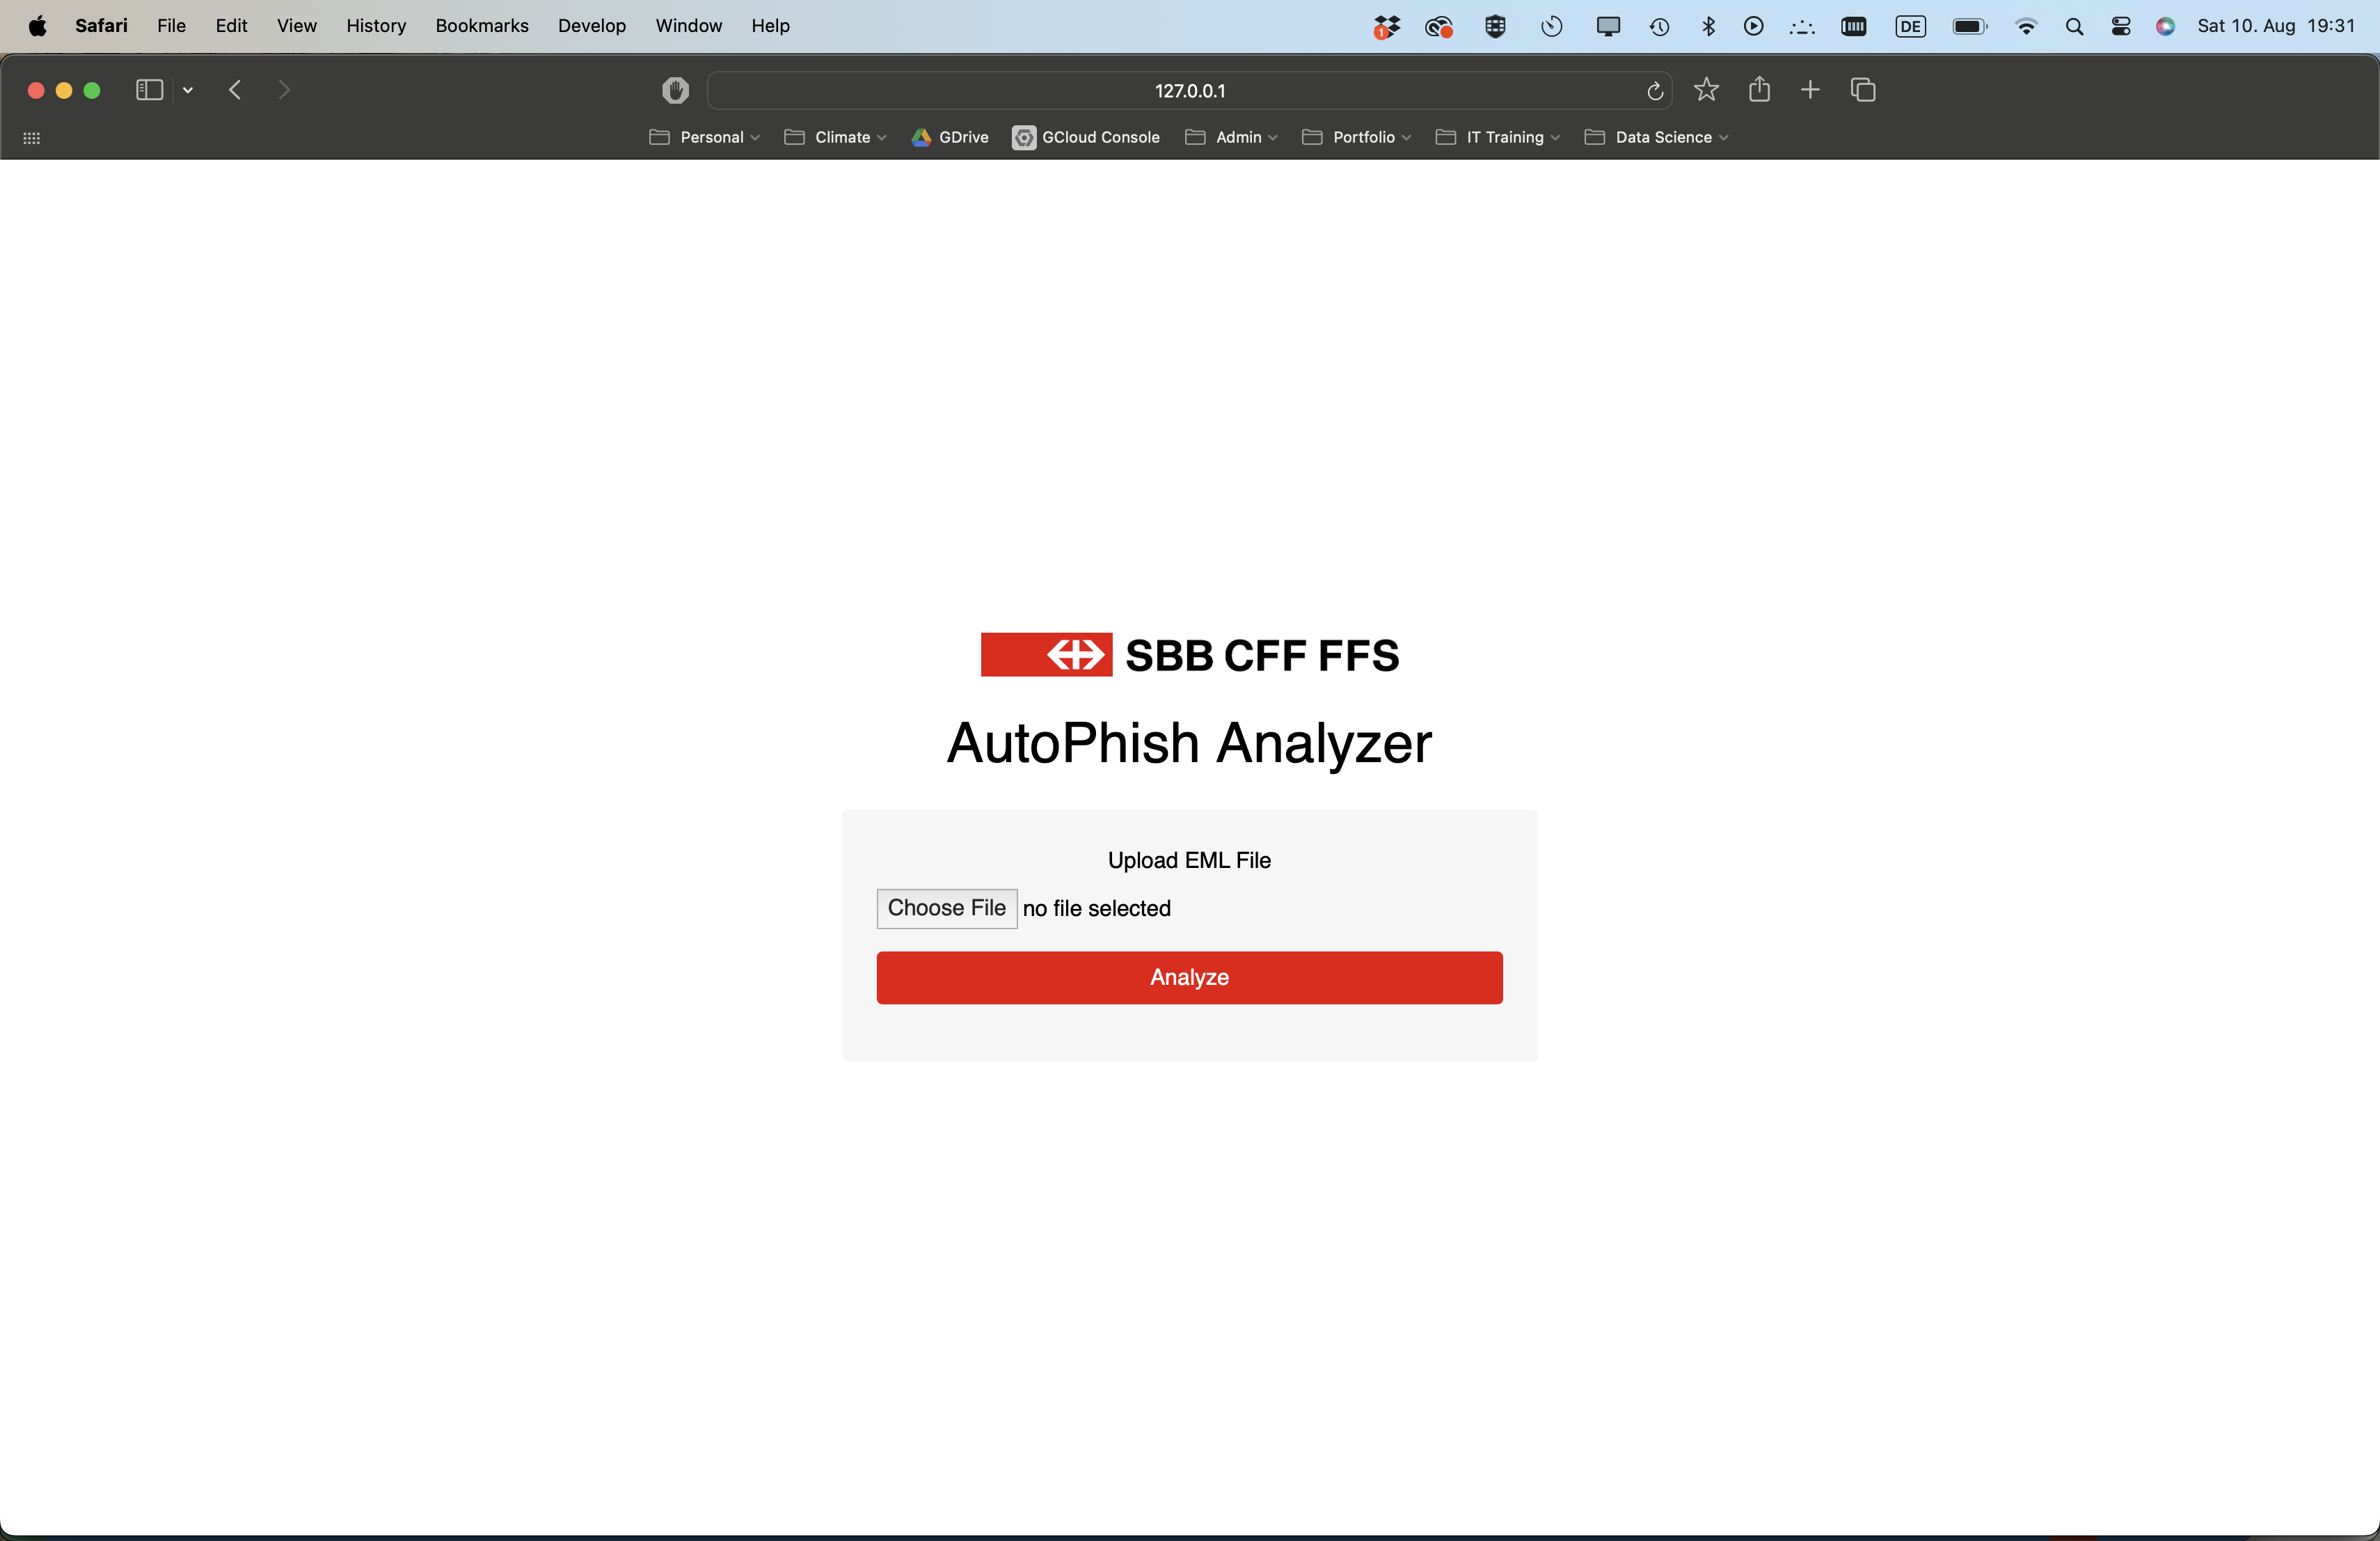 Safari File Edit View History Bookmarks Develop Window Help 1 DE Sat 10. Aug 19:31
127.0.0.1
Personal Climate GDrive GCloud Console Admin Portfolio IT Training Data Science
SBB CFF FFS
AutoPhish Analyzer
Upload EML File
Choose File no file selected
Analyze